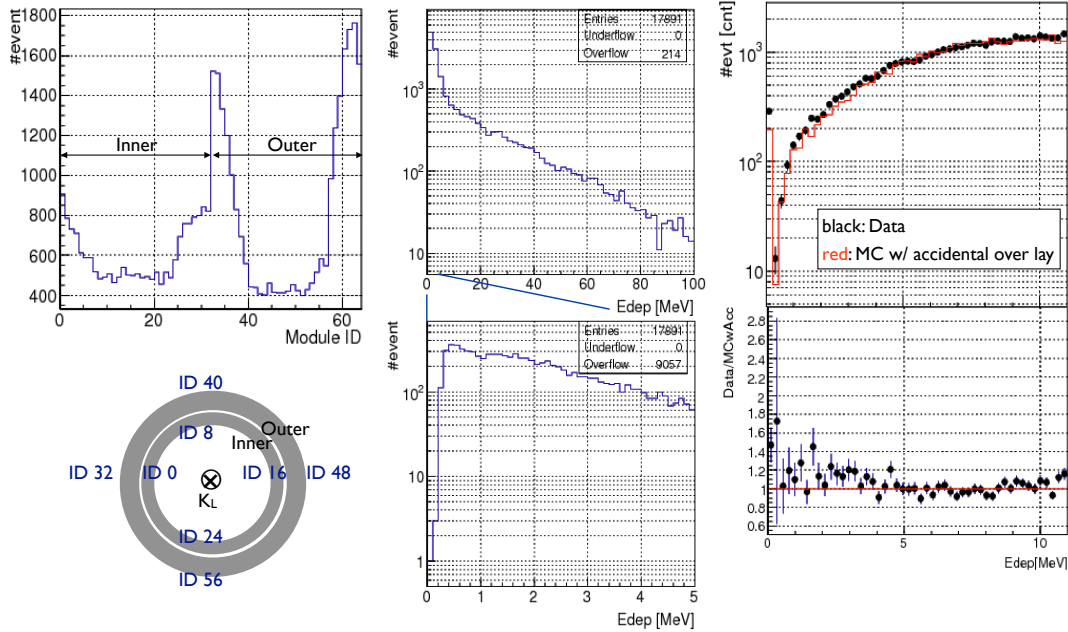 #event
1800
1600
1400
1200
1000
800
600
400
Inner
Outer
0
20
40
60
Module ID
ID 40
Outer
ID 8
Inner
ID 32
ID 0
ID 16
ID 48
KL
ID 24
ID 56
#event
Entries 17891
Underflow 0
Overflow 214
10³
10²
10
0
20
40
60
80
100
Edep [MeV]
#event
Entries 17891
Underflow 0
Overflow 9057
10²
10
1
0
1
2
3
4
5
Edep [MeV]
#evt [cnt]
10³
10²
10
black: Data
red: MC w/ accidental over lay
Data/MCwAcc
2.8
2.6
2.4
2.2
2
1.8
1.6
1.4
1.2
1
0.8
0.6
0
5
10
Edep[MeV]